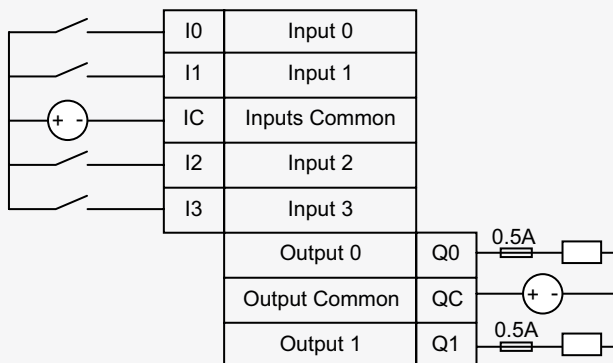 I0 Input 0
I1 Input 1
+ - IC Inputs Common
I2 Input 2
I3 Input 3
Output 0 Q0 0.5A
Output Common QC + -
Output 1 Q1 0.5A